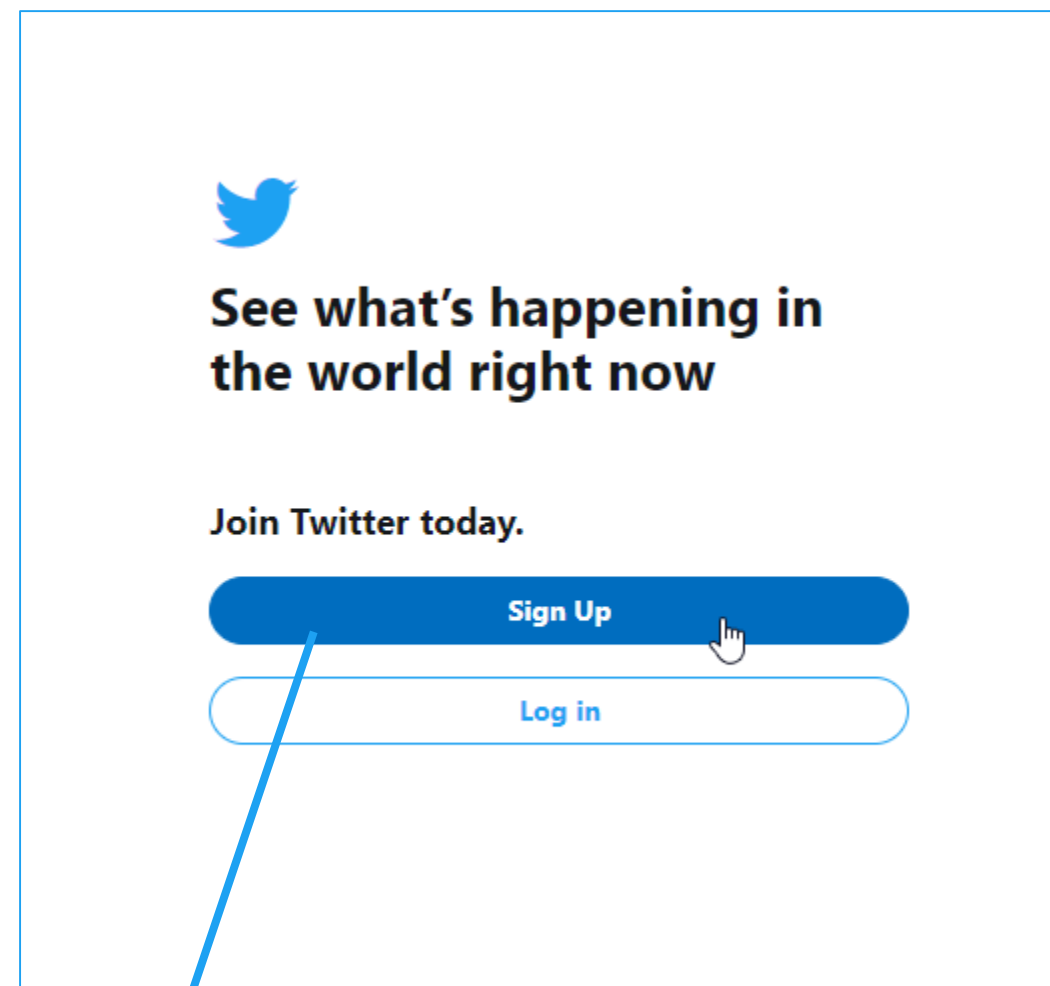 See what’s happening in
the world right now
Join Twitter today.
Sign Up
Log in